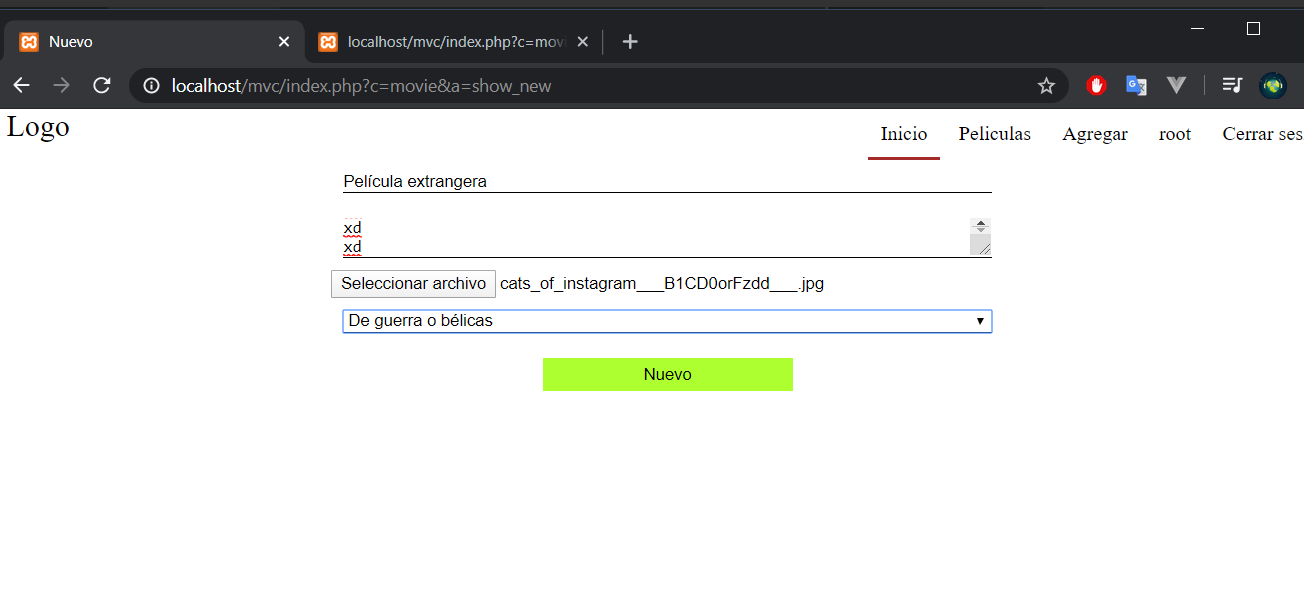 Nuevo
localhost/mvc/index.php?c=mov
localhost/mvc/index.php?c=movie&a=show_new
Logo
Inicio
Peliculas
Agregar
root
Cerrar ses
Película extrangera
xd
xd
Seleccionar archivo cats_of_instagram___B1CD0orFzdd___.jpg
De guerra o bélicas
Nuevo